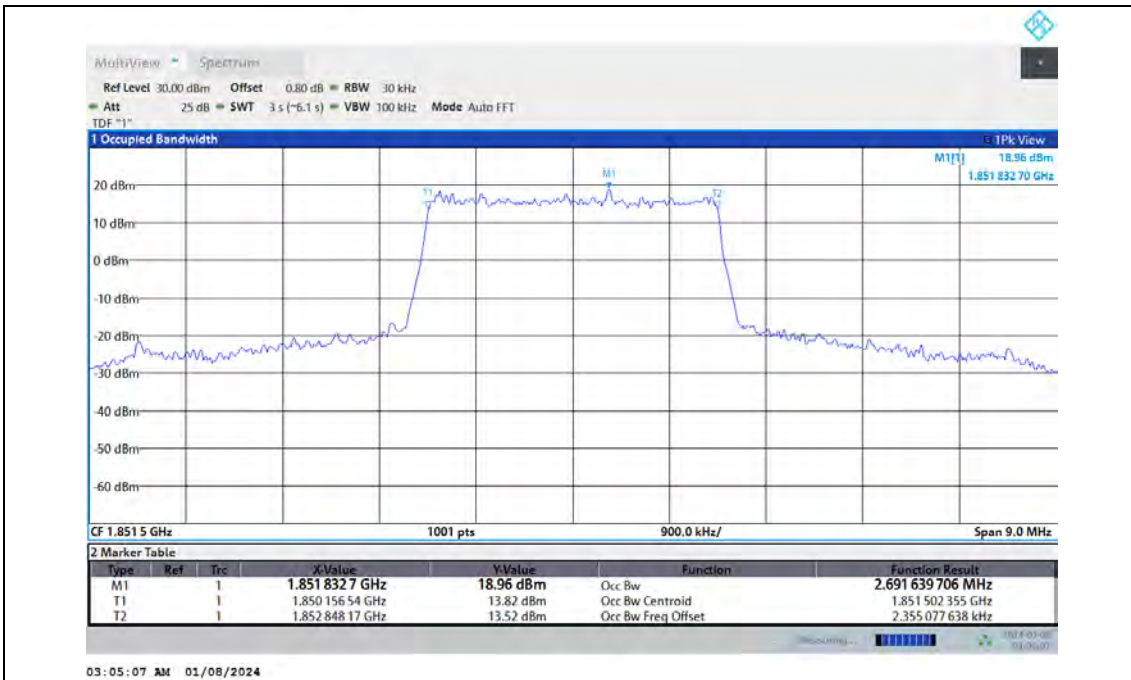 MultiView Spectrum
Ref Level 30.00 dBm Offset 0.80 dB RBW 30 kHz
Att 25 dB SWT 3 s (~6.1 s) VBW 100 kHz Mode Auto FFT
TDF "1"
1 Occupied Bandwidth 1Pk View
M1[1] 18.96 dBm
1.851 832 70 GHz
M1
T1
T2
20 dBm
10 dBm
0 dBm
-10 dBm
-20 dBm
-30 dBm
-40 dBm
-50 dBm
-60 dBm
CF 1.851 5 GHz 1001 pts 900.0 kHz/ Span 9.0 MHz
2 Marker Table
Type Ref Trc X-Value Y-Value Function Function Result
M1 1 1.851 832 7 GHz 18.96 dBm Occ Bw 2.691 639 706 MHz
T1 1 1.850 156 54 GHz 13.82 dBm Occ Bw Centroid 1.851 502 355 GHz
T2 1 1.852 848 17 GHz 13.52 dBm Occ Bw Freq Offset 2.355 077 638 kHz
Measuring...
03:05:07 AM 01/08/2024